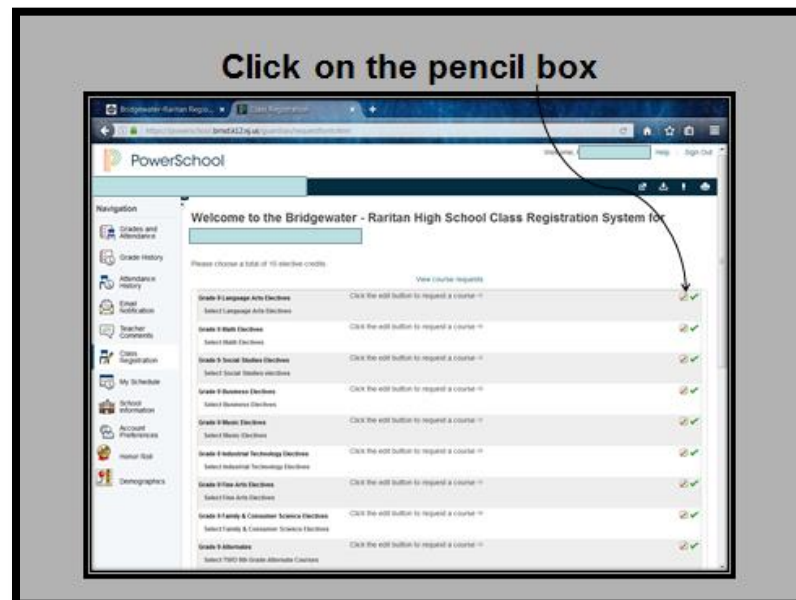 Click on the pencil box
Bridgewater-Raritan Regio...
Class Registration
PowerSchool
Welcome,
Help
Sign Out
Navigation
Grades and
Attendance
Grade History
Attendance
History
Email
Notification
Teacher
Comments
Class
Registration
My Schedule
School
Information
Account
Preferences
Honor Roll
Demographics
Welcome to the Bridgewater - Raritan High School Class Registration System for
Please choose a total of 10 elective credits.
View course requests
Grade 9 Language Arts Electives Click the edit button to request a course
Select Language Arts Electives
Grade 9 Math Electives Click the edit button to request a course
Select Math Electives
Grade 9 Social Studies Electives Click the edit button to request a course
Select Social Studies electives
Grade 9 Business Electives Click the edit button to request a course
Select Business Electives
Grade 9 Music Electives Click the edit button to request a course
Select Music Electives
Grade 9 Industrial Technology Electives Click the edit button to request a course
Select Industrial Technology Electives
Grade 9 Fine Arts Electives Click the edit button to request a course
Select Fine Arts Electives
Grade 9 Family & Consumer Science Electives Click the edit button to request a course
Select Family & Consumer Science Electives
Grade 9 Alternates Click the edit button to request a course
Select TWO 9th Grade Alternate Courses